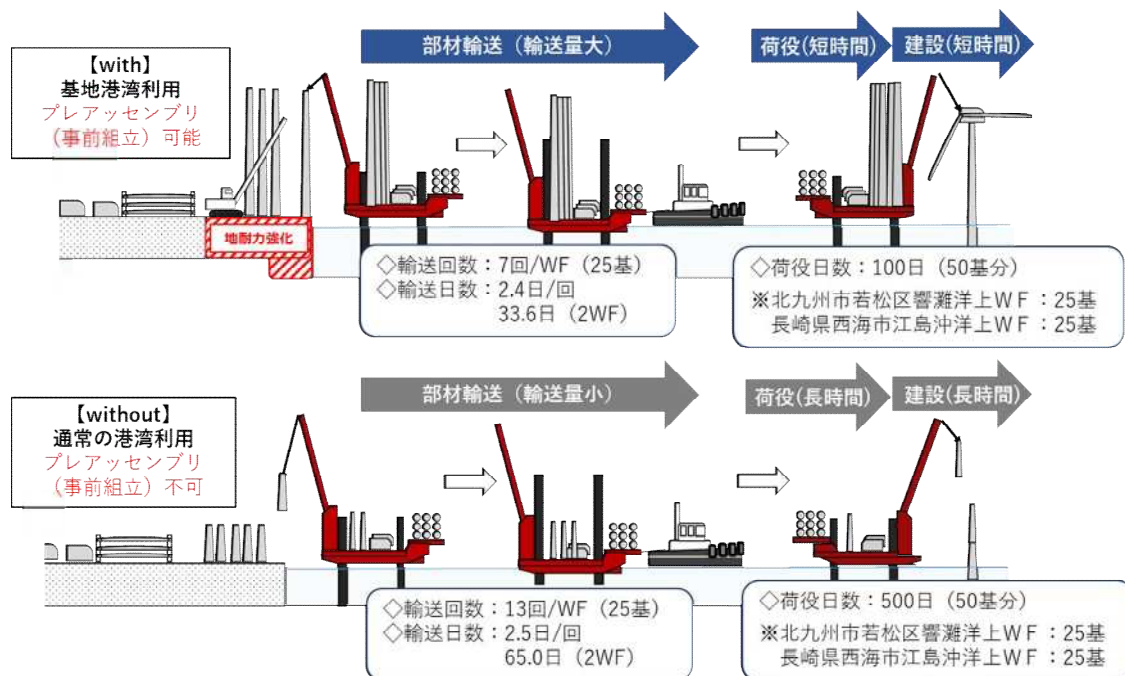 【with】
基地港湾利用
プレアッセンブリ
（事前組立）可能
部材輸送（輸送量大）
荷役(短時間)
建設(短時間)
地耐力強化
◇輸送回数：7回/WF（25基）
◇輸送日数：2.4日/回
33.6日（2WF）
◇荷役日数：100日（50基分）
※北九州市若松区響灘洋上ＷＦ：25基
長崎県西海市江島沖洋上ＷＦ：25基
【without】
通常の港湾利用
プレアッセンブリ
（事前組立）不可
部材輸送（輸送量小）
荷役(長時間)
建設(長時間)
◇輸送回数：13回/WF（25基）
◇輸送日数：2.5日/回
65.0日（2WF）
◇荷役日数：500日（50基分）
※北九州市若松区響灘洋上ＷＦ：25基
長崎県西海市江島沖洋上ＷＦ：25基